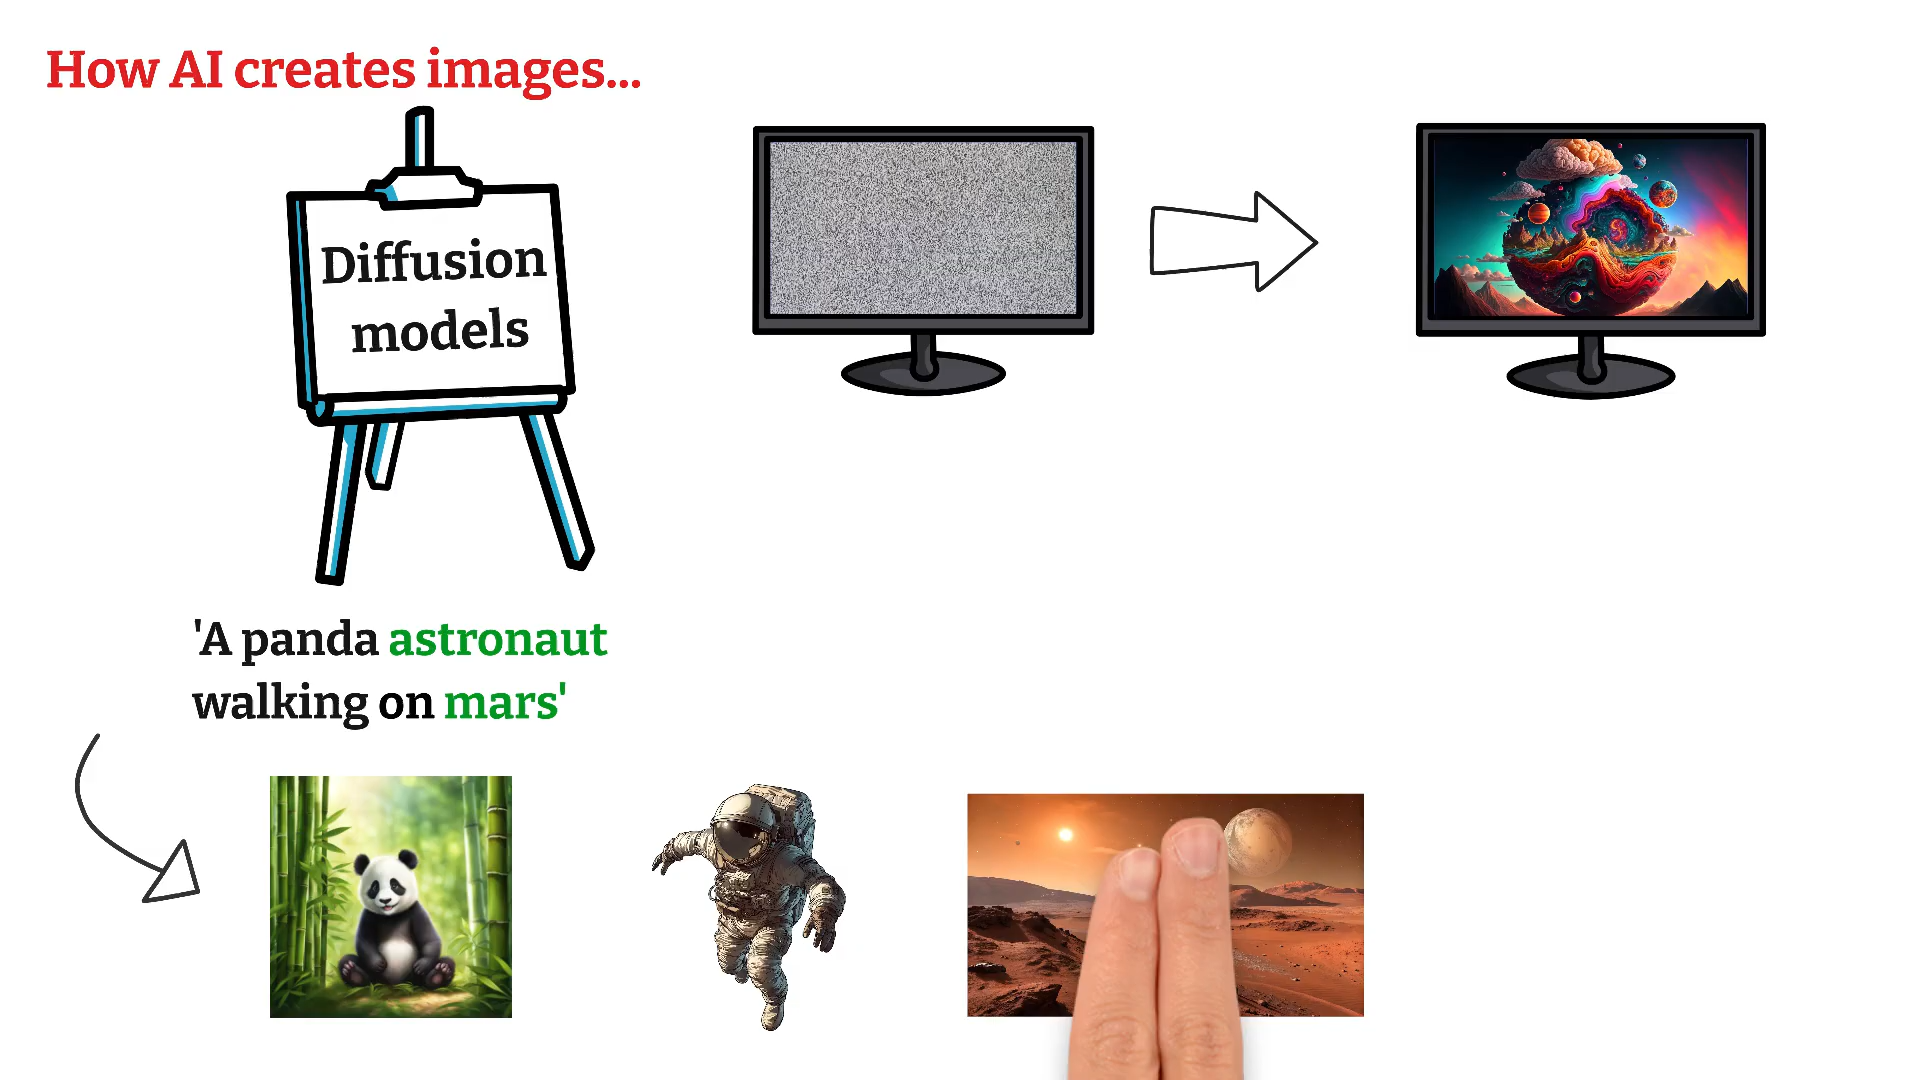 How AI creates images...
Diffusion
models
'A panda astronaut
walking on mars'